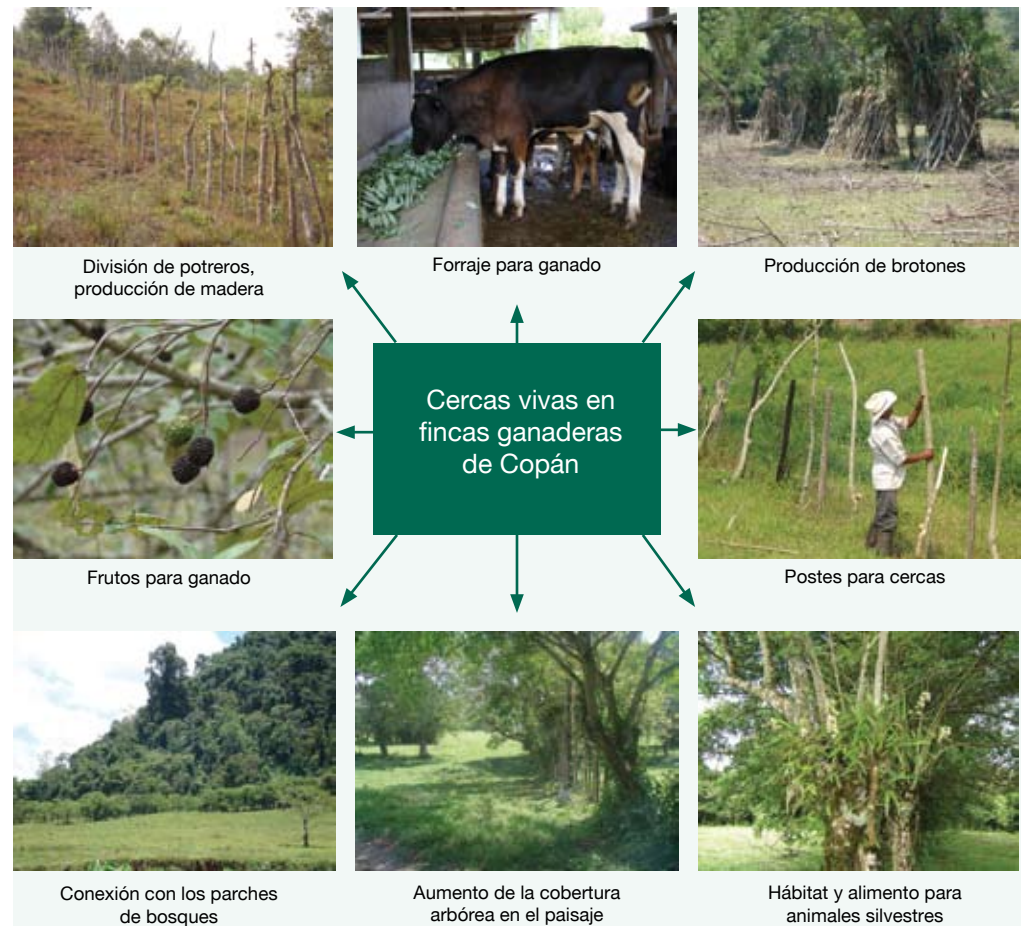 División de potreros,
producción de madera
Forraje para ganado
Producción de brotones
Cercas vivas en
fincas ganaderas
de Copán
Frutos para ganado
Postes para cercas
Conexión con los parches
de bosques
Aumento de la cobertura
arbórea en el paisaje
Hábitat y alimento para
animales silvestres